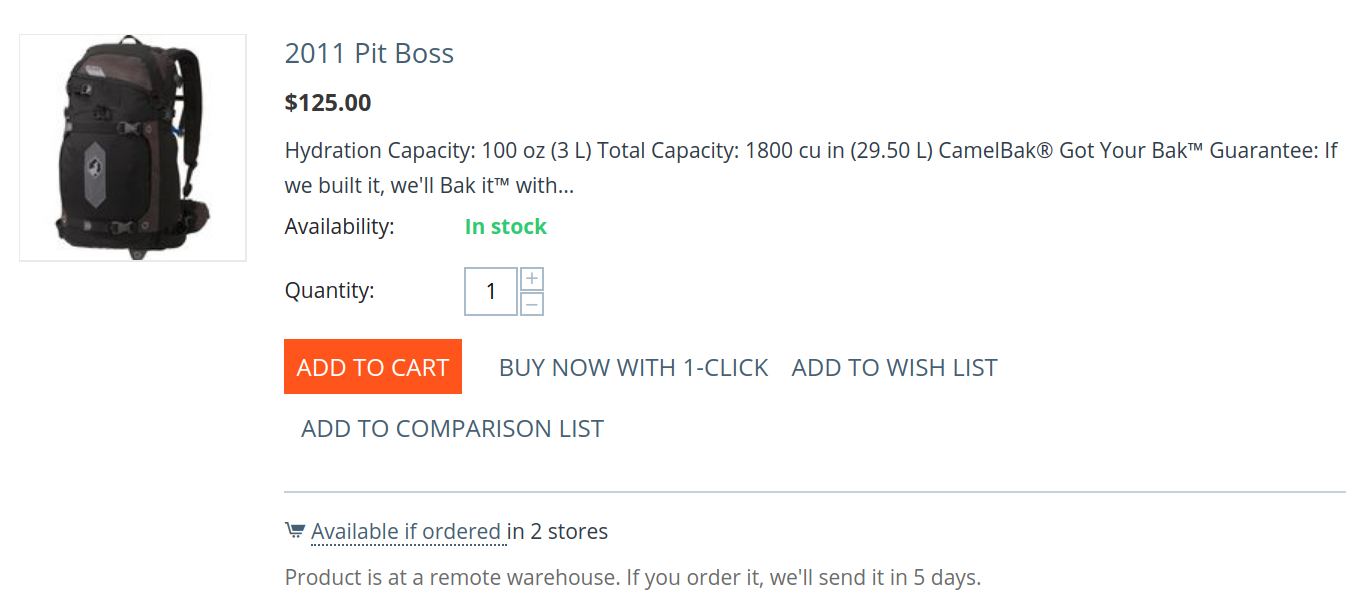 2011 Pit Boss
$125.00
Hydration Capacity: 100 oz (3 L) Total Capacity: 1800 cu in (29.50 L) CamelBak® Got Your Bak™ Guarantee: If
we built it, we'll Bak it™ with...
Availability: In stock
Quantity: 1 + −
ADD TO CART BUY NOW WITH 1-CLICK ADD TO WISH LIST
ADD TO COMPARISON LIST
Available if ordered in 2 stores
Product is at a remote warehouse. If you order it, we'll send it in 5 days.